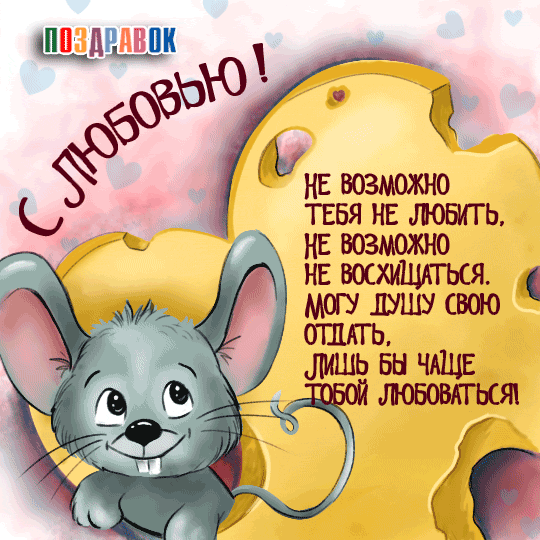 ПОЗДРАВОК
С ЛЮБОВЬЮ!
НЕ ВОЗМОЖНО
ТЕБЯ НЕ ЛЮБИТЬ,
НЕ ВОЗМОЖНО
НЕ ВОСХИЩАТЬСЯ.
МОГУ ДУШУ СВОЮ
ОТДАТЬ,
ЛИШЬ БЫ ЧАЩЕ
ТОБОЙ ЛЮБОВАТЬСЯ!